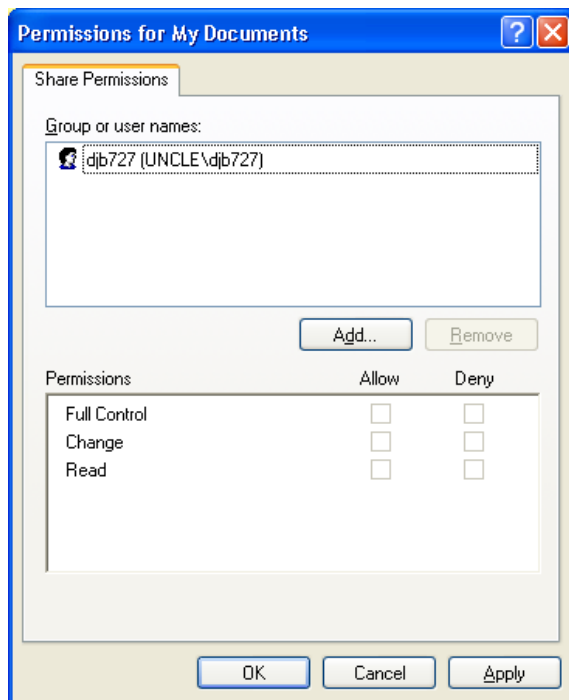 Permissions for My Documents
Share Permissions
Group or user names:
djb727 (UNCLE\djb727)
Add... Remove
Permissions Allow Deny
Full Control
Change
Read
OK Cancel Apply